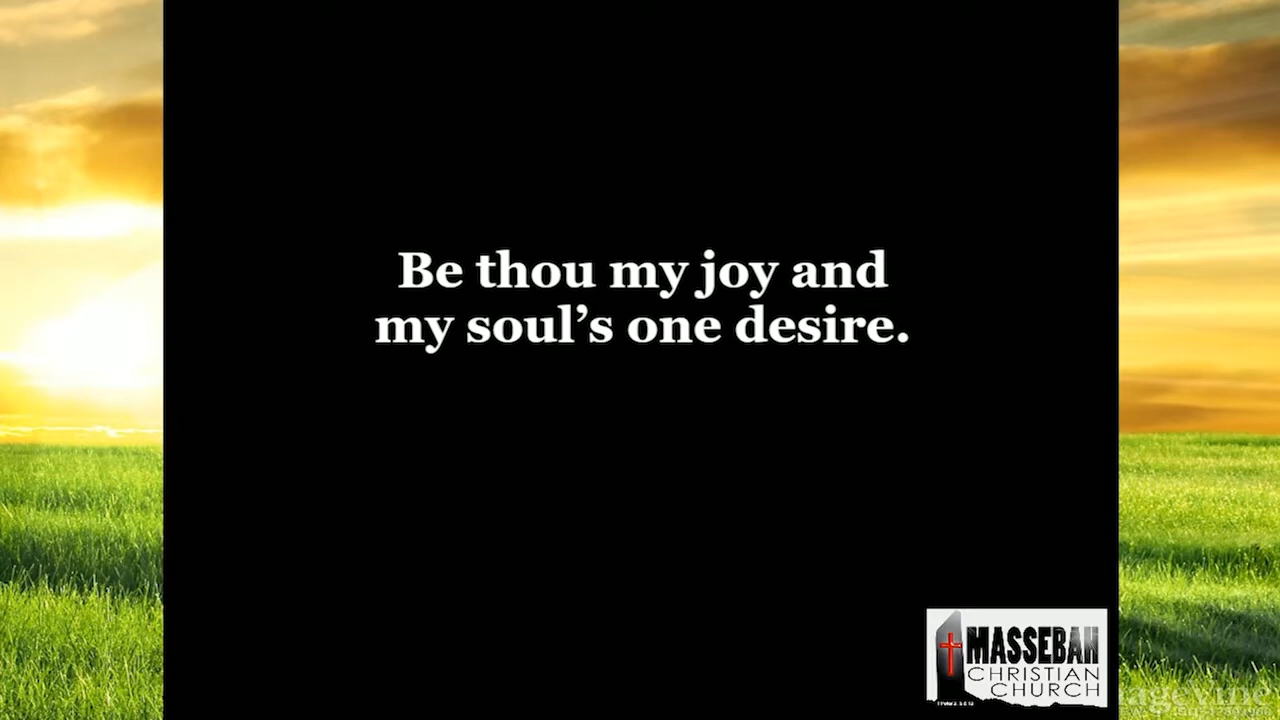 Be thou my joy and
my soul's one desire.
MASSEBAH
CHRISTIAN
CHURCH